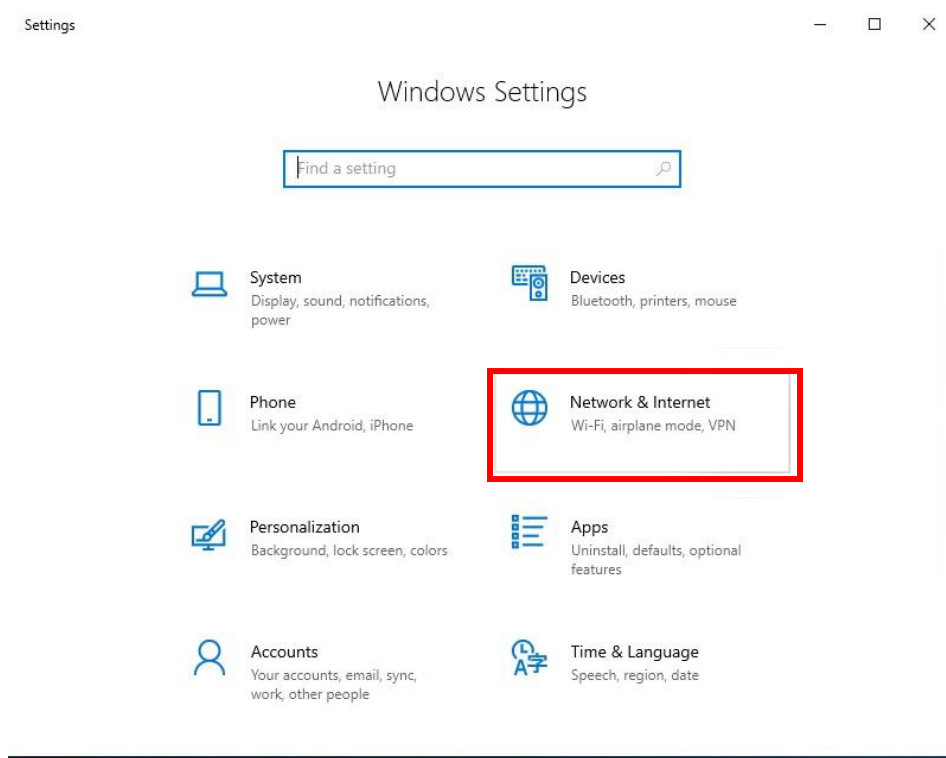 Settings
Windows Settings
Find a setting
System
Display, sound, notifications,
power
Devices
Bluetooth, printers, mouse
Phone
Link your Android, iPhone
Network & Internet
Wi-Fi, airplane mode, VPN
Personalization
Background, lock screen, colors
Apps
Uninstall, defaults, optional
features
Accounts
Your accounts, email, sync,
work, other people
Time & Language
Speech, region, date